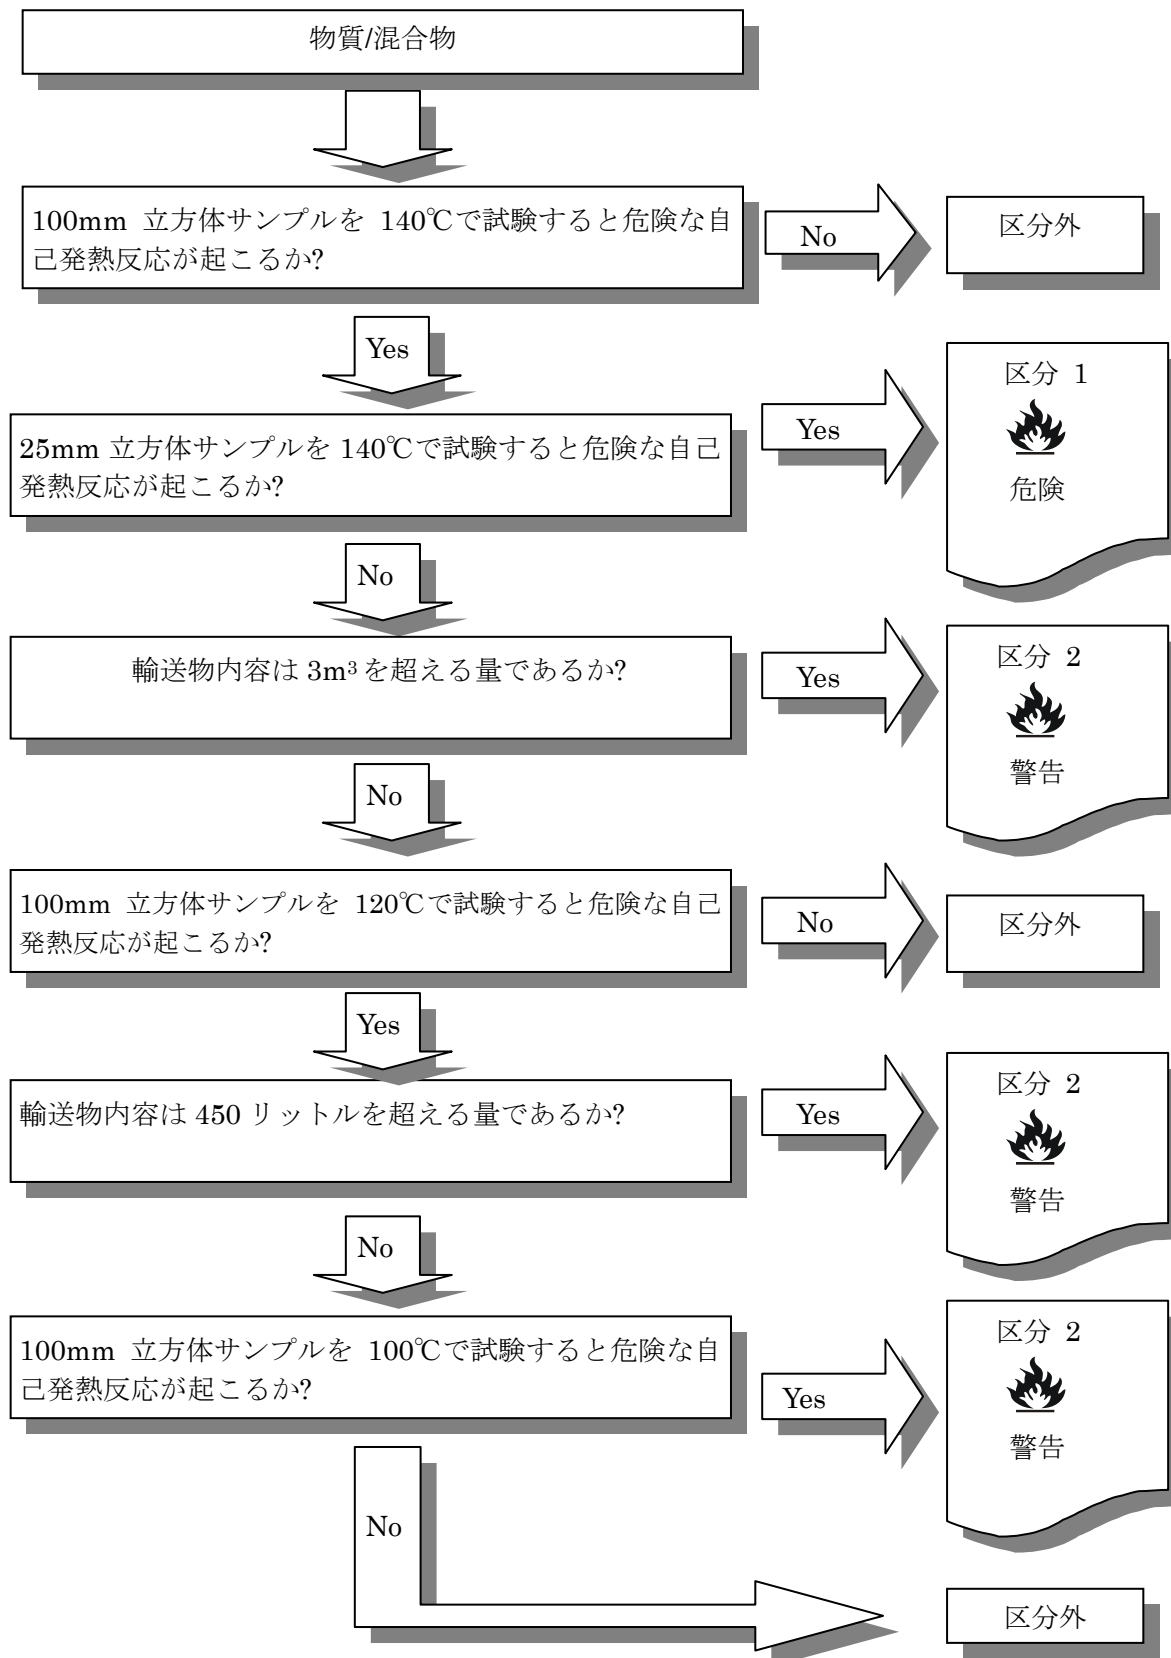 物質/混合物
100mm 立方体サンプルを 140℃で試験すると危険な自
己発熱反応が起こるか?
No
区分外
Yes
25mm 立方体サンプルを 140℃で試験すると危険な自己
発熱反応が起こるか?
Yes
区分 1
危険
No
輸送物内容は 3m³を超える量であるか?
Yes
区分 2
警告
No
100mm 立方体サンプルを 120℃で試験すると危険な自己
発熱反応が起こるか?
No
区分外
Yes
輸送物内容は 450 リットルを超える量であるか?
Yes
区分 2
警告
No
100mm 立方体サンプルを 100℃で試験すると危険な自
己発熱反応が起こるか?
Yes
区分 2
警告
No
区分外